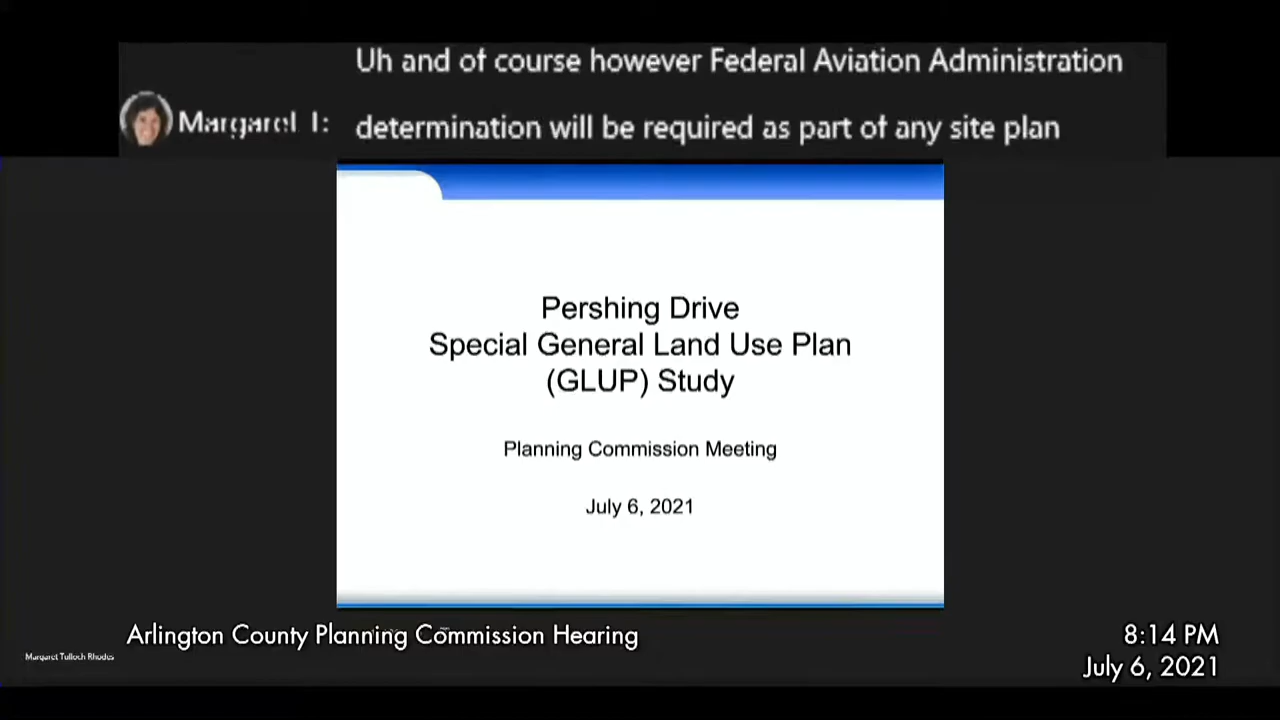 Uh and of course however Federal Aviation Administration
Margaret T: determination will be required as part of any site plan
Pershing Drive
Special General Land Use Plan
(GLUP) Study
Planning Commission Meeting
July 6, 2021
Arlington County Planning Commission Hearing
8:14 PM
Margaret Tulloch Rhodes
July 6, 2021